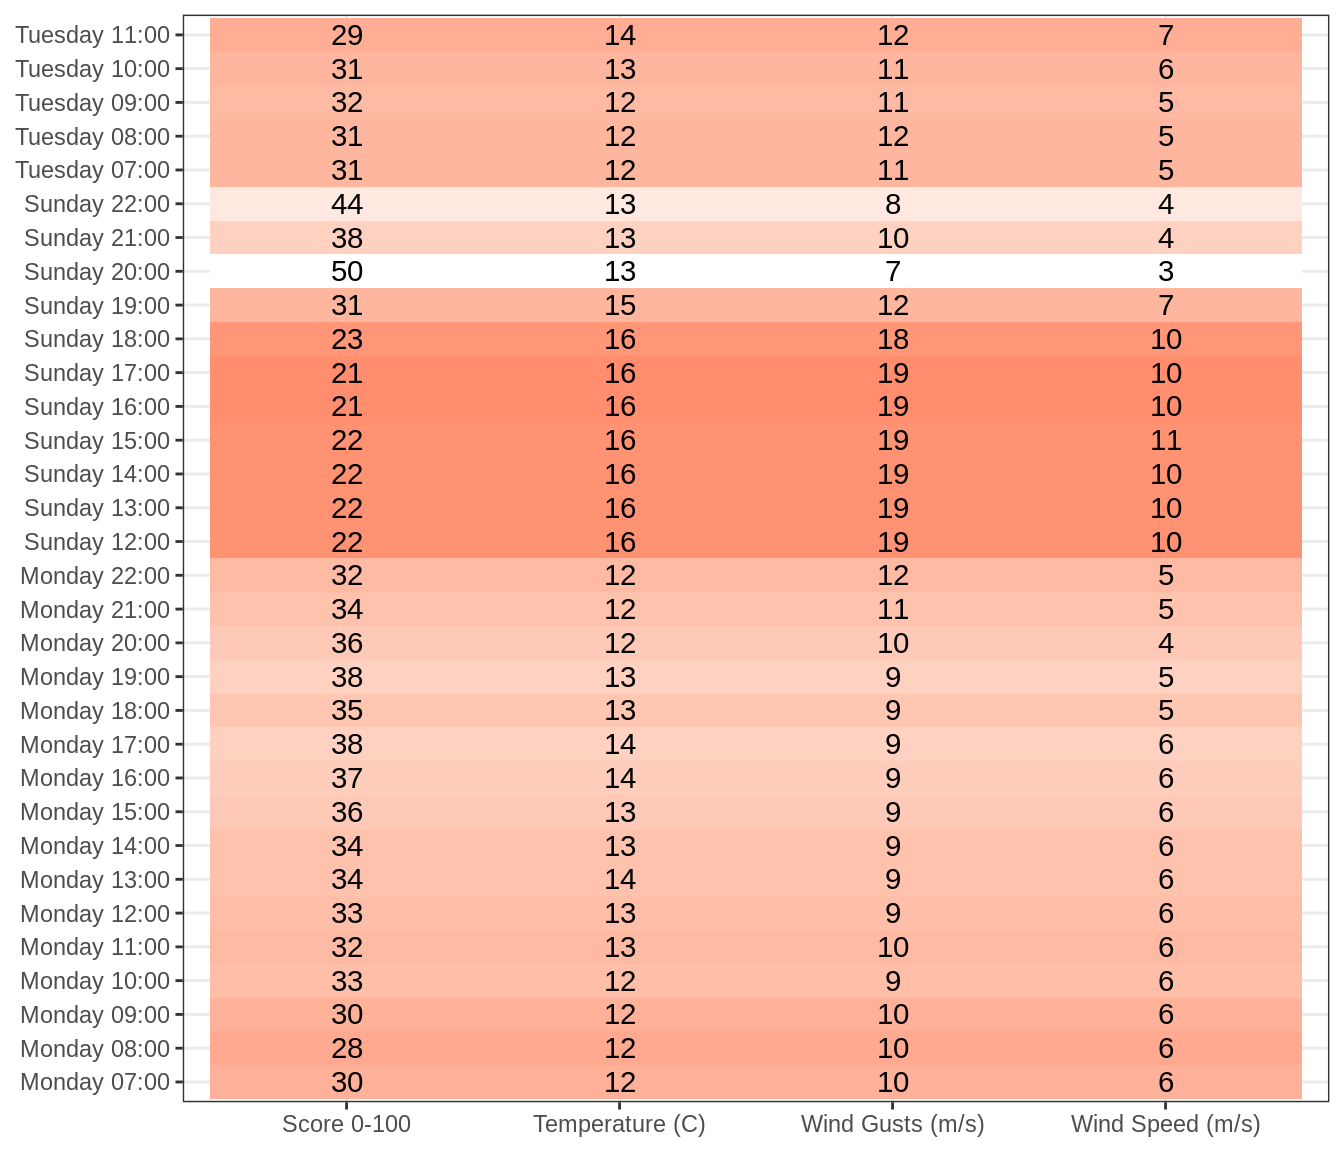 Tuesday 11:00 29 14 12 7
Tuesday 10:00 31 13 11 6
Tuesday 09:00 32 12 11 5
Tuesday 08:00 31 12 12 5
Tuesday 07:00 31 12 11 5
Sunday 22:00 44 13 8 4
Sunday 21:00 38 13 10 4
Sunday 20:00 50 13 7 3
Sunday 19:00 31 15 12 7
Sunday 18:00 23 16 18 10
Sunday 17:00 21 16 19 10
Sunday 16:00 21 16 19 10
Sunday 15:00 22 16 19 11
Sunday 14:00 22 16 19 10
Sunday 13:00 22 16 19 10
Sunday 12:00 22 16 19 10
Monday 22:00 32 12 12 5
Monday 21:00 34 12 11 5
Monday 20:00 36 12 10 4
Monday 19:00 38 13 9 5
Monday 18:00 35 13 9 5
Monday 17:00 38 14 9 6
Monday 16:00 37 14 9 6
Monday 15:00 36 13 9 6
Monday 14:00 34 13 9 6
Monday 13:00 34 14 9 6
Monday 12:00 33 13 9 6
Monday 11:00 32 13 10 6
Monday 10:00 33 12 9 6
Monday 09:00 30 12 10 6
Monday 08:00 28 12 10 6
Monday 07:00 30 12 10 6
Score 0-100 Temperature (C) Wind Gusts (m/s) Wind Speed (m/s)